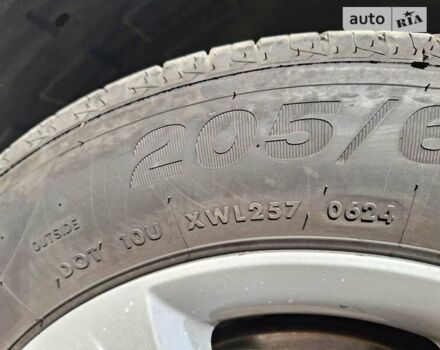 auto RIA
205/6
OUTSIDE
DOT 10U XWL257 0624